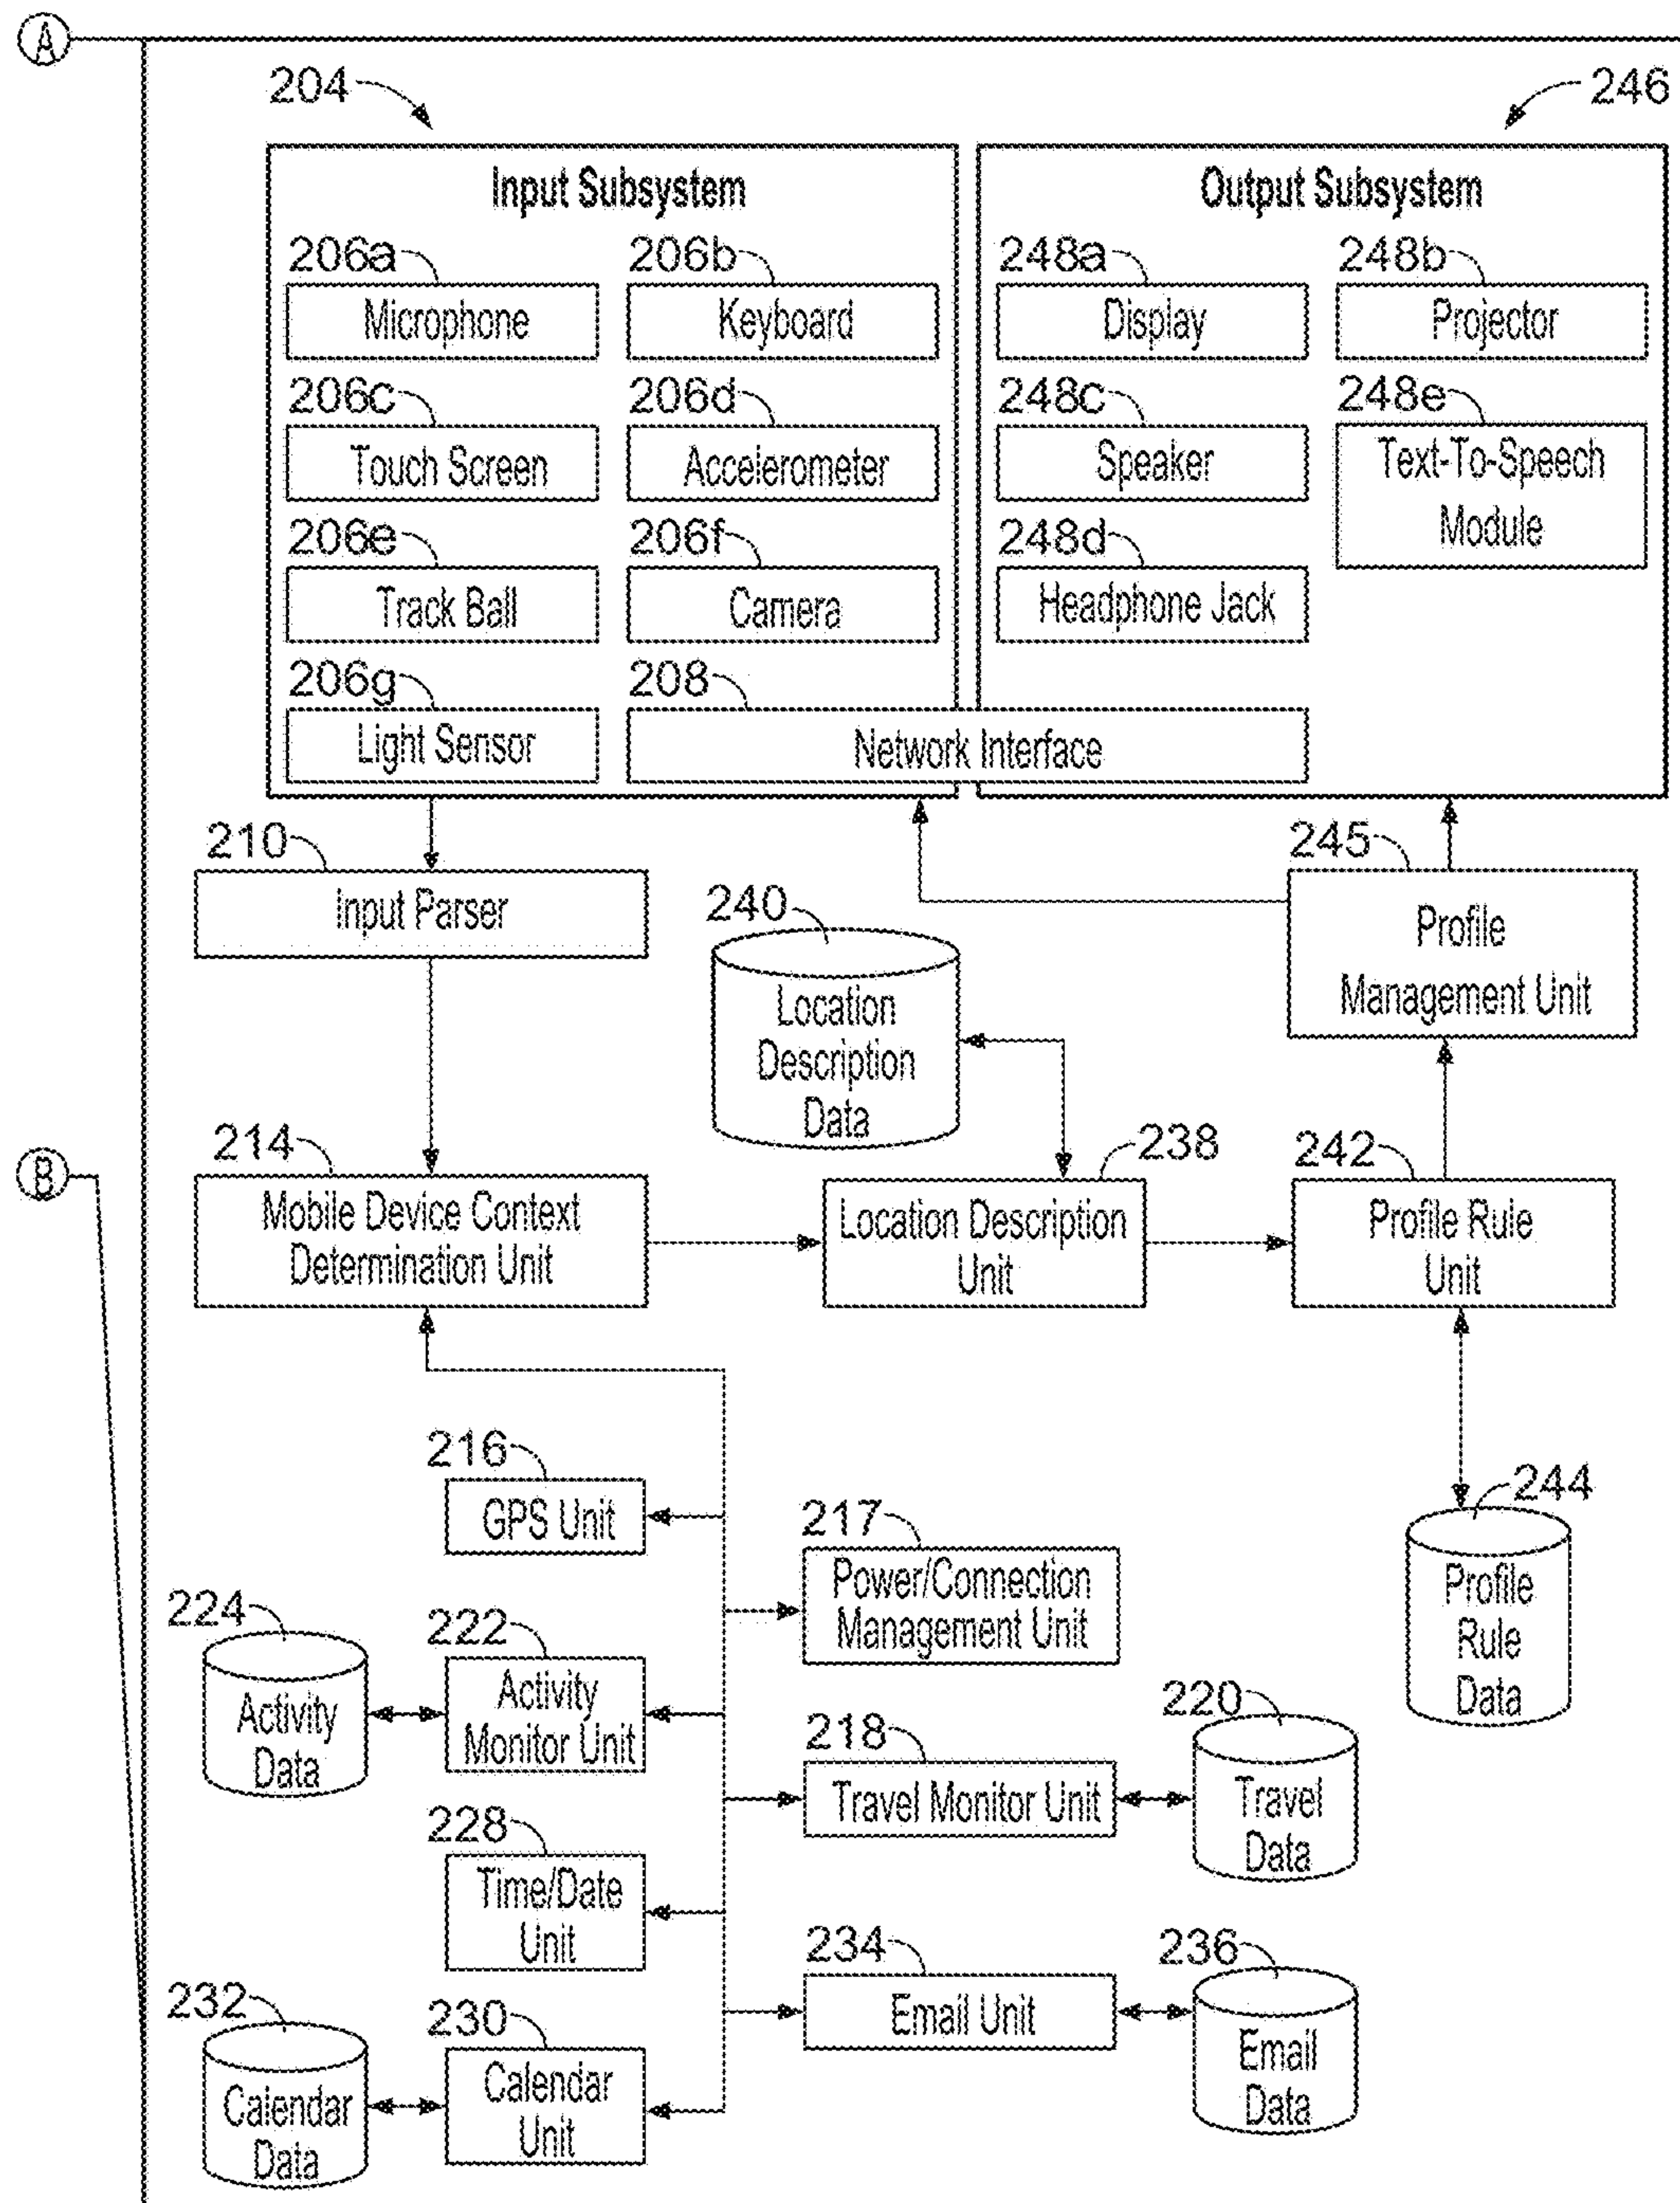 A
204
246
Input Subsystem
Output Subsystem
206a
206b
248a
248b
Microphone
Keyboard
Display
Projector
206c
206d
248c
248e
Touch Screen
Accelerometer
Speaker
Text-To-Speech
Module
206e
206f
248d
Track Ball
Camera
Headphone Jack
206g
208
Light Sensor
Network Interface
210
245
Input Parser
240
Profile
Management Unit
Location
Description
Data
B
214
238
242
Mobile Device Context
Determination Unit
Location Description
Unit
Profile Rule
Unit
216
GPS Unit
217
Power/Connection
Management Unit
244
Profile
Rule
Data
224
222
Activity
Data
Activity
Monitor Unit
218
220
Travel Monitor Unit
Travel
Data
228
Time/Date
Unit
234
236
Email Unit
Email
Data
232
230
Calendar
Data
Calendar
Unit